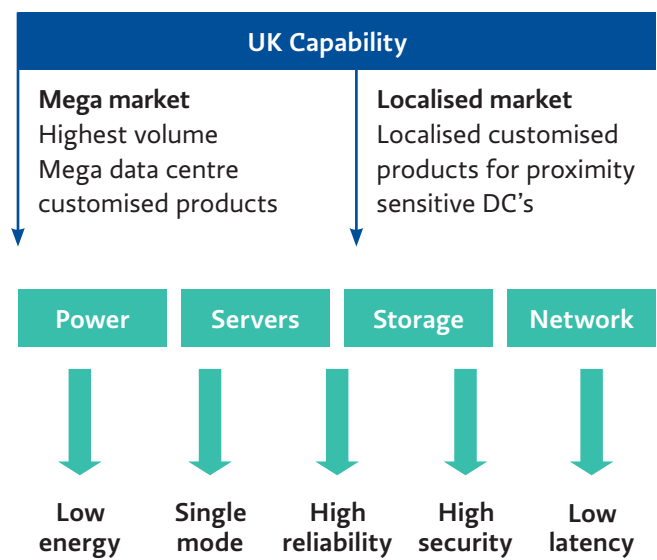 UK Capability
Mega market
Highest volume
Mega data centre
customised products
Localised market
Localised customised
products for proximity
sensitive DC’s
Power
Servers
Storage
Network
Low
energy
Single
mode
High
reliability
High
security
Low
latency